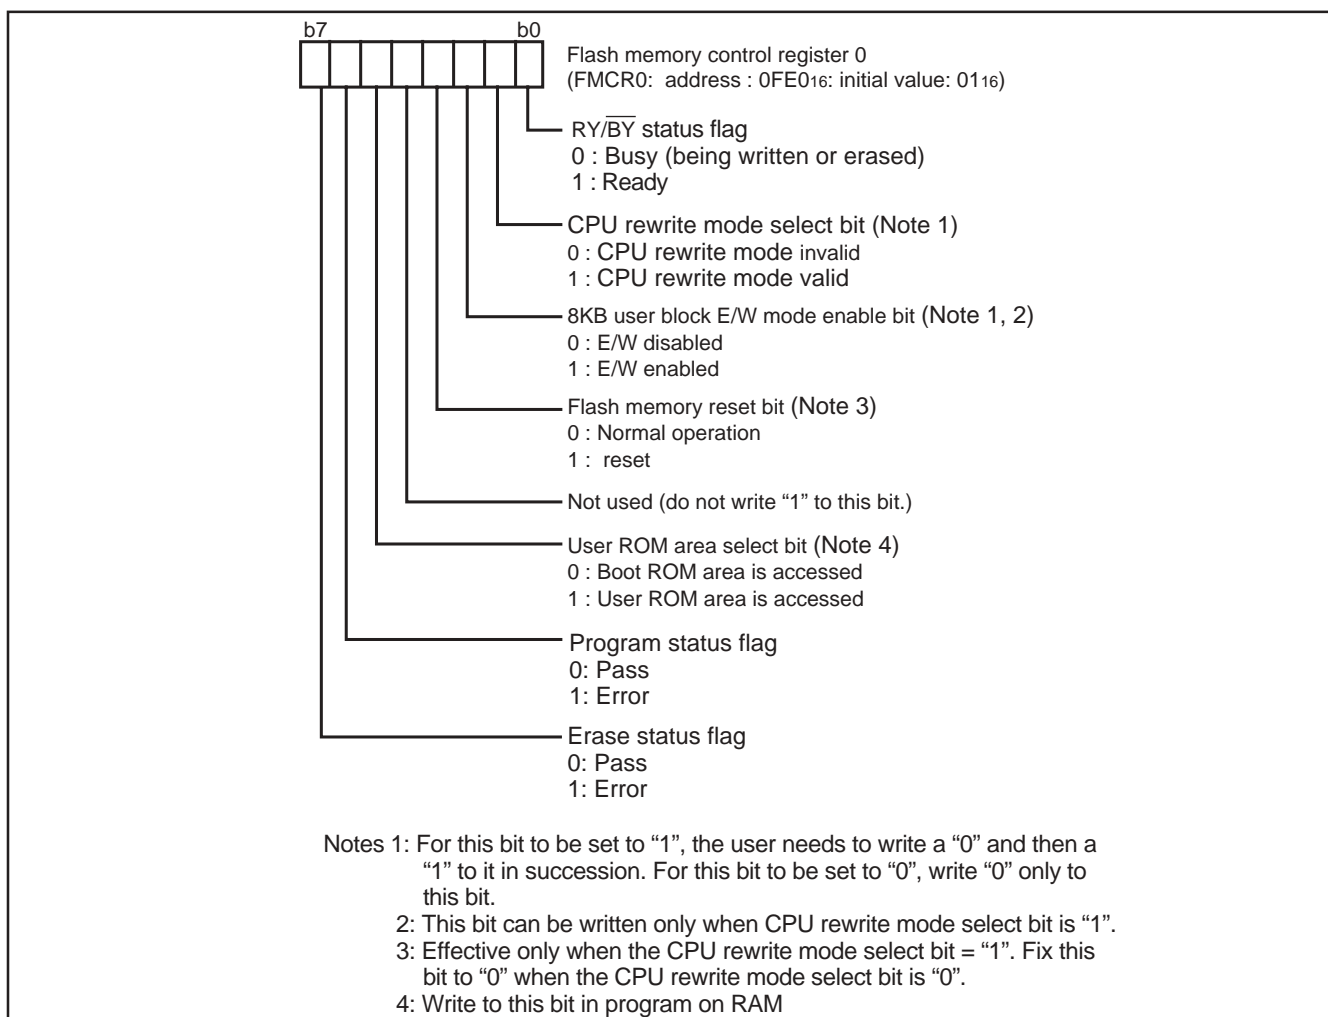 b7 b0
Flash memory control register 0
(FMCR0: address : 0FE016: initial value: 0116)
RY/BY status flag
0 : Busy (being written or erased)
1 : Ready
CPU rewrite mode select bit (Note 1)
0 : CPU rewrite mode invalid
1 : CPU rewrite mode valid
8KB user block E/W mode enable bit (Note 1, 2)
0 : E/W disabled
1 : E/W enabled
Flash memory reset bit (Note 3)
0 : Normal operation
1 : reset
Not used (do not write “1” to this bit.)
User ROM area select bit (Note 4)
0 : Boot ROM area is accessed
1 : User ROM area is accessed
Program status flag
0: Pass
1: Error
Erase status flag
0: Pass
1: Error
Notes 1: For this bit to be set to “1”, the user needs to write a “0” and then a
“1” to it in succession. For this bit to be set to “0”, write “0” only to
this bit.
2: This bit can be written only when CPU rewrite mode select bit is “1”.
3: Effective only when the CPU rewrite mode select bit = “1”. Fix this
bit to “0” when the CPU rewrite mode select bit is “0”.
4: Write to this bit in program on RAM